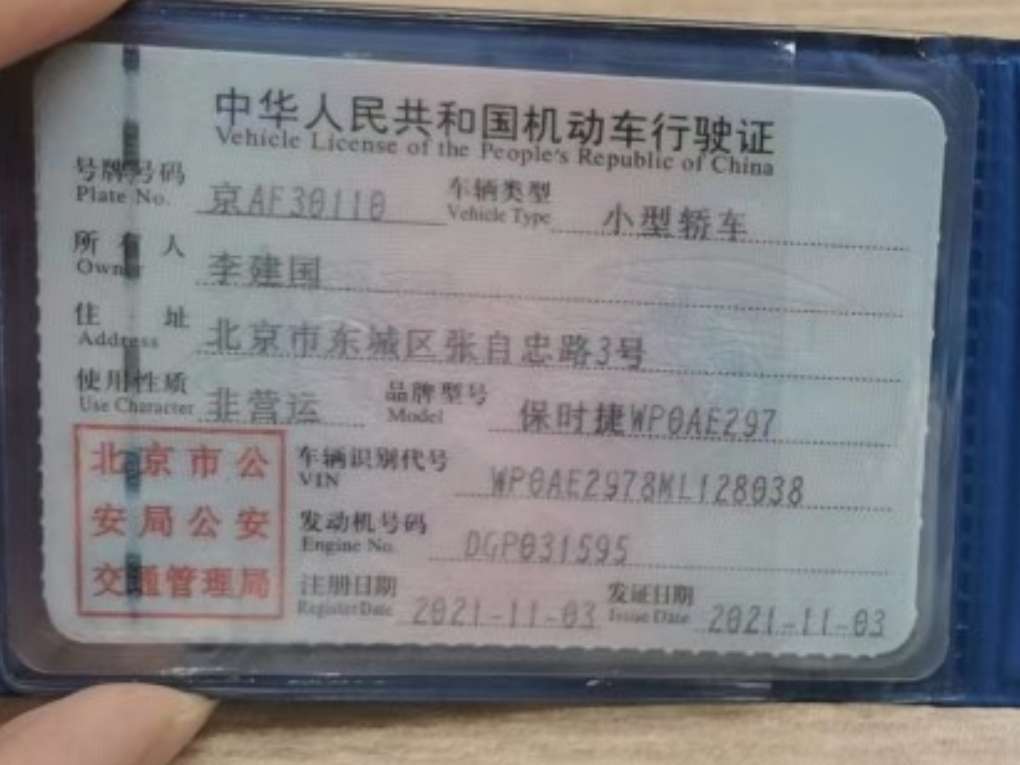 中华人民共和国机动车行驶证
Vehicle License of the People's Republic of China
号牌号码 京AF30110 车辆类型 小型轿车
Plate No. Vehicle Type
所有人 李建国
Owner
住址 北京市东城区张自忠路3号
Address
使用性质 非营运 品牌型号 保时捷WP0AE297
Use Character Model
北京市公
安局公安
交通管理局
车辆识别代号 WP0AE2978ML128038
VIN
发动机号码 DGP031595
Engine No.
注册日期 2021-11-03 发证日期 2021-11-03
Register Date Issue Date